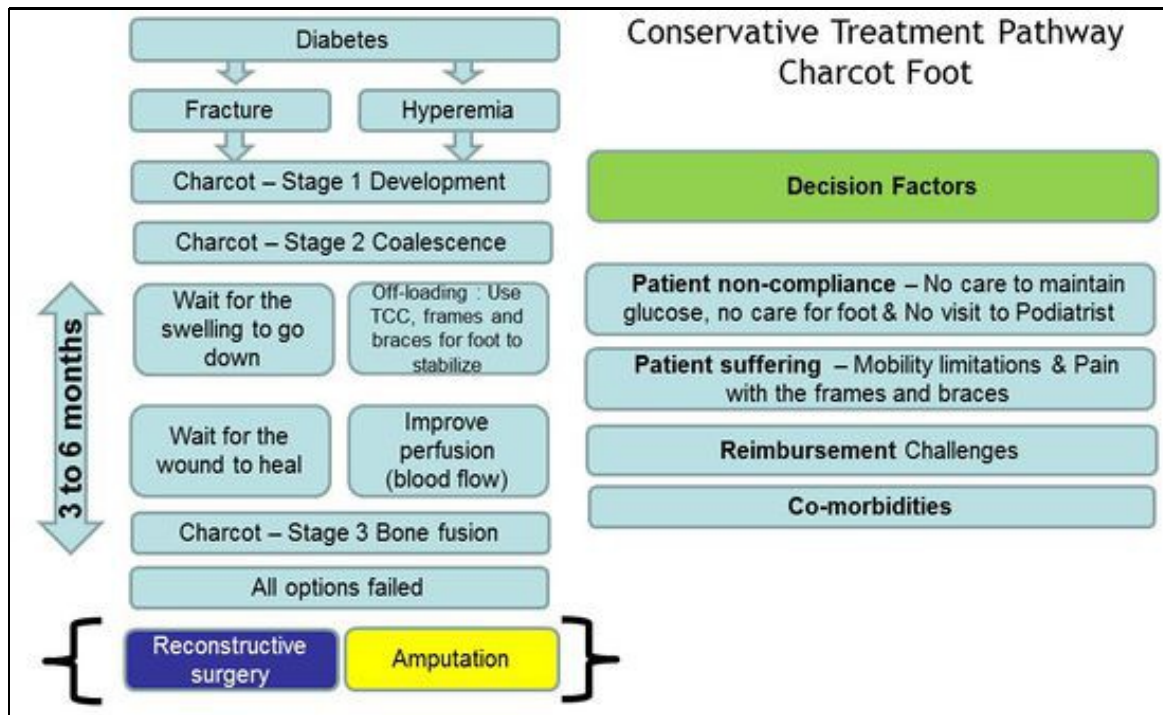 Conservative Treatment Pathway
Charcot Foot
Diabetes
Fracture
Hyperemia
Charcot – Stage 1 Development
Charcot – Stage 2 Coalescence
3 to 6 months
Wait for the
swelling to go
down
Off-loading : Use
TCC, frames and
braces for foot to
stabilize
Wait for the
wound to heal
Improve
perfusion
(blood flow)
Charcot – Stage 3 Bone fusion
All options failed
Reconstructive
surgery
Amputation
Decision Factors
Patient non-compliance – No care to maintain
glucose, no care for foot & No visit to Podiatrist
Patient suffering – Mobility limitations & Pain
with the frames and braces
Reimbursement Challenges
Co-morbidities